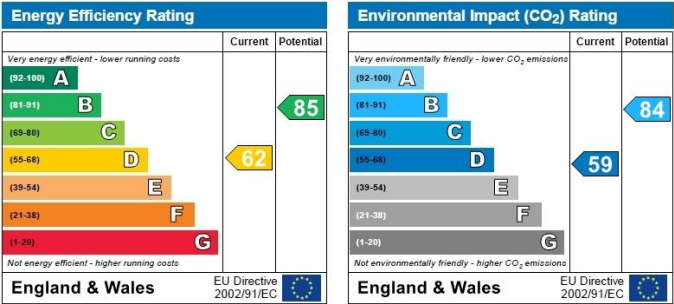 Energy Efficiency Rating
Current Potential
Very energy efficient - lower running costs
(92-100) A
(81-91) B
85
(69-80) C
(55-68) D
62
(39-54) E
(21-38) F
(1-20) G
Not energy efficient - higher running costs
England & Wales
EU Directive
2002/91/EC
Environmental Impact (CO₂) Rating
Current Potential
Very environmentally friendly - lower CO₂ emissions
(92-100) A
(81-91) B
84
(69-80) C
(55-68) D
59
(39-54) E
(21-38) F
(1-20) G
Not environmentally friendly - higher CO₂ emissions
England & Wales
EU Directive
2002/91/EC